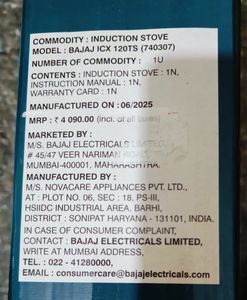 COMMODITY : INDUCTION STOVE
MODEL : BAJAJ ICX 120TS (740307)
NUMBER OF COMMODITY : 1U
CONTENTS : INDUCTION STOVE : 1N,
INSTRUCTION MANUAL : 1N,
WARRANTY CARD : 1N
MANUFACTURED ON : 06/2025
MRP : ₹ 4 090.00 (incl. of all taxes)
MARKETED BY :
M/S. BAJAJ ELECTRICALS LIMITED,
# 45/47 VEER NARIMAN
MUMBAI-400001, MAHARASHTRA.
MANUFACTURED BY :
M/S. NOVACARE APPLIANCES PVT. LTD.,
AT : PLOT NO. 06, SEC : 18, PS-III,
HSIIDC INDUSTRIAL AREA, BARHI,
DISTRICT : SONIPAT HARYANA - 131101, INDIA.
IN CASE OF CONSUMER COMPLAINT,
CONTACT : BAJAJ ELECTRICALS LIMITED,
WRITE AT MUMBAI ADDRESS,
TEL. : 022 - 41280000,
EMAIL : consumercare@bajajelectricals.com